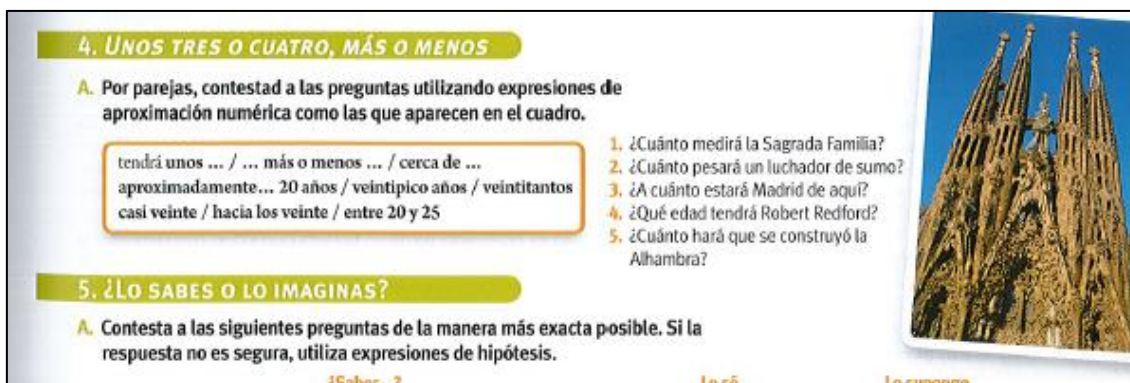 4. UNOS TRES O CUATRO, MÁS O MENOS
A. Por parejas, contestad a las preguntas utilizando expresiones de
aproximación numérica como las que aparecen en el cuadro.
tendrá unos ... / ... más o menos ... / cerca de ...
aproximadamente... 20 años / veintipico años / veintitantos
casi veinte / hacia los veinte / entre 20 y 25
1. ¿Cuánto medirá la Sagrada Familia?
2. ¿Cuánto pesará un luchador de sumo?
3. ¿A cuánto estará Madrid de aquí?
4. ¿Qué edad tendrá Robert Redford?
5. ¿Cuánto hará que se construyó la
Alhambra?
5. ¿LO SABES O LO IMAGINAS?
A. Contesta a las siguientes preguntas de la manera más exacta posible. Si la
respuesta no es segura, utiliza expresiones de hipótesis.